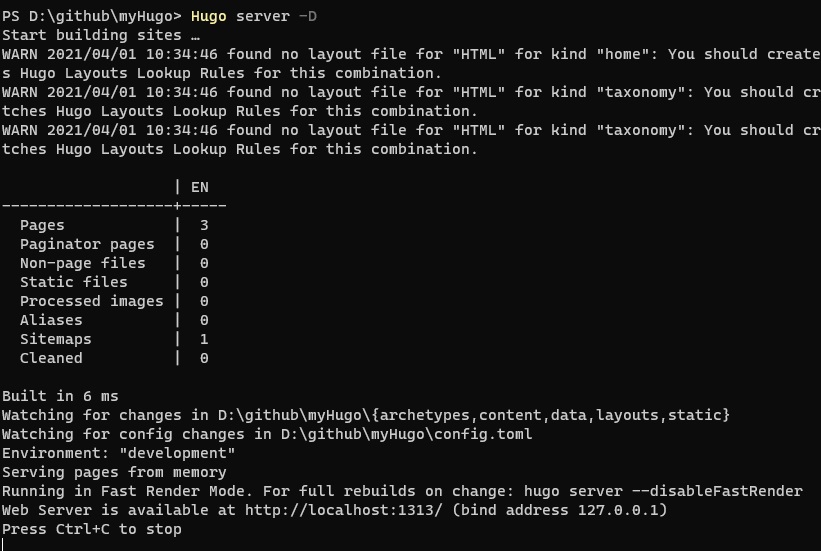 PS D:\github\myHugo> Hugo server -D
Start building sites …
WARN 2021/04/01 10:34:46 found no layout file for "HTML" for kind "home": You should create
s Hugo Layouts Lookup Rules for this combination.
WARN 2021/04/01 10:34:46 found no layout file for "HTML" for kind "taxonomy": You should cr
tches Hugo Layouts Lookup Rules for this combination.
WARN 2021/04/01 10:34:46 found no layout file for "HTML" for kind "taxonomy": You should cr
tches Hugo Layouts Lookup Rules for this combination.
                   | EN
-------------------+-----
  Pages            |  3
  Paginator pages  |  0
  Non-page files   |  0
  Static files     |  0
  Processed images |  0
  Aliases          |  0
  Sitemaps         |  1
  Cleaned          |  0
Built in 6 ms
Watching for changes in D:\github\myHugo\{archetypes,content,data,layouts,static}
Watching for config changes in D:\github\myHugo\config.toml
Environment: "development"
Serving pages from memory
Running in Fast Render Mode. For full rebuilds on change: hugo server --disableFastRender
Web Server is available at http://localhost:1313/ (bind address 127.0.0.1)
Press Ctrl+C to stop